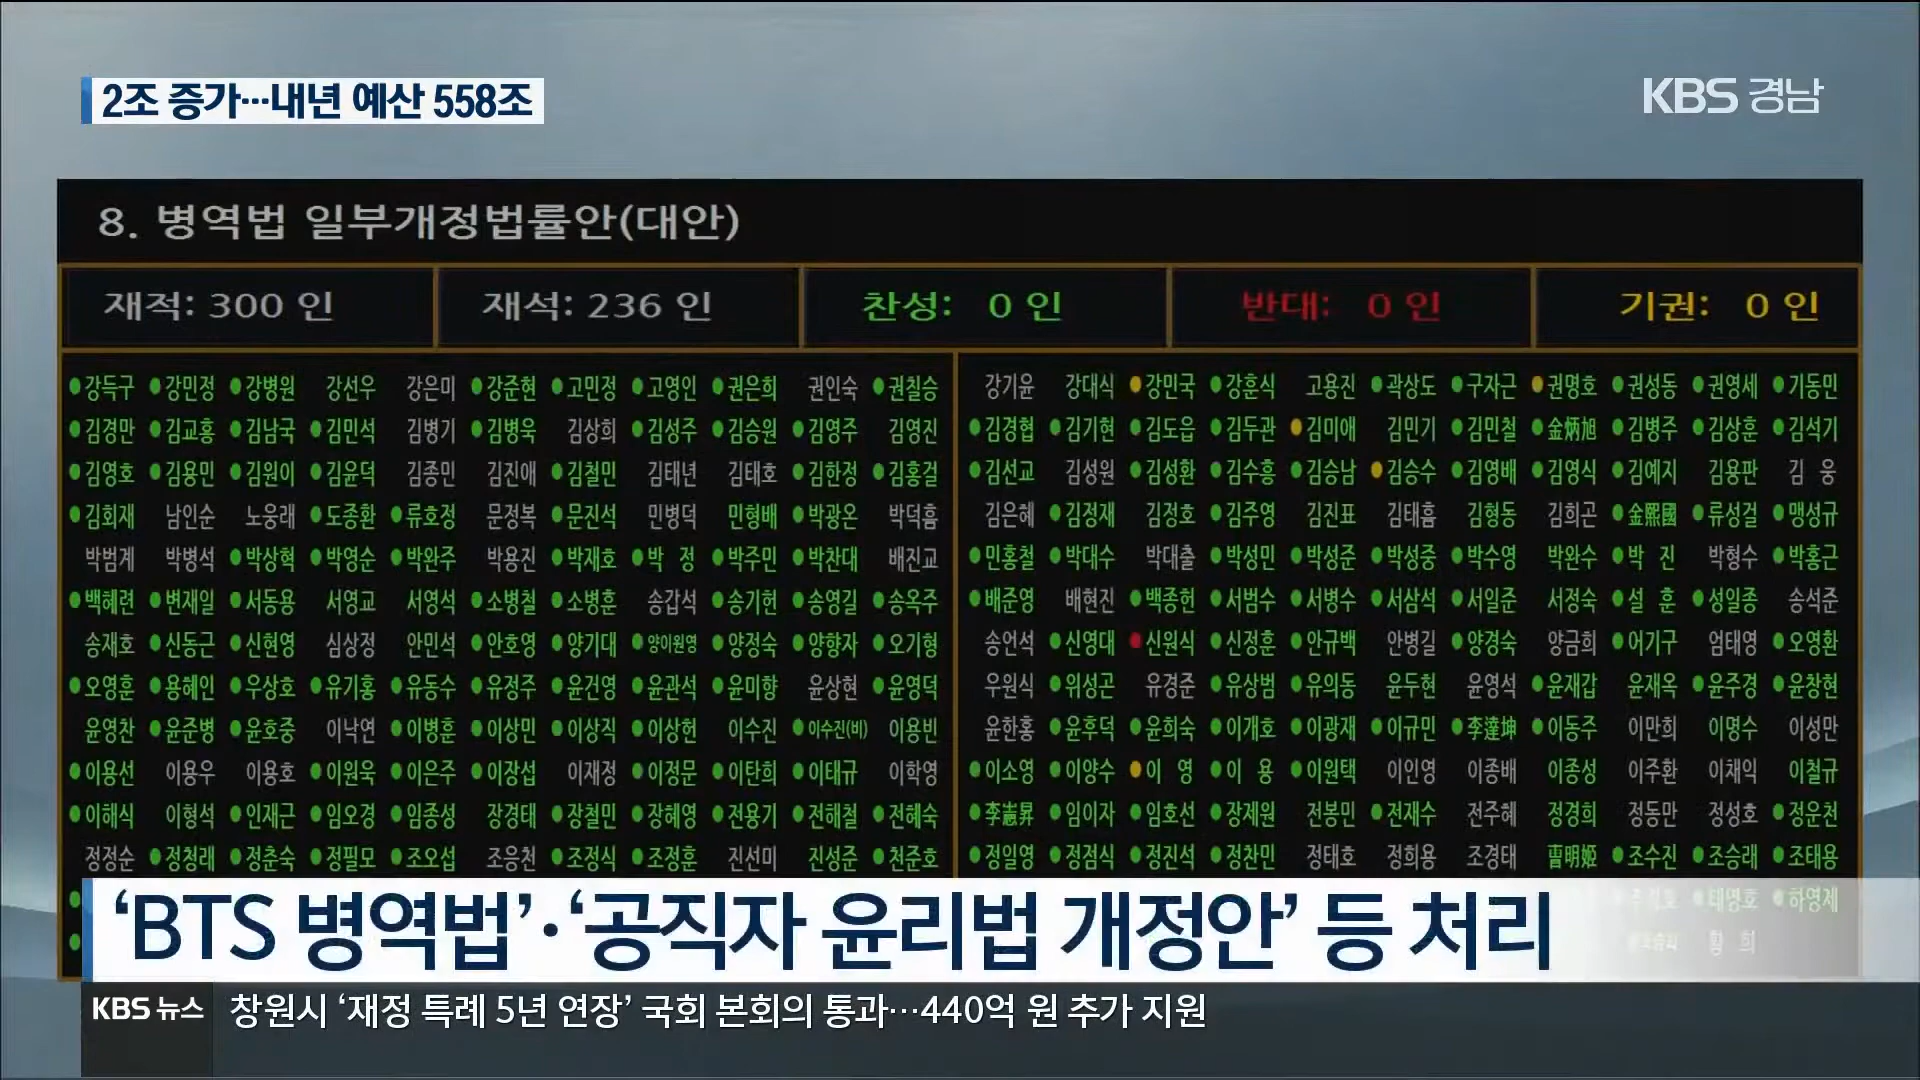 2조 증가…내년 예산 558조
KBS 경남
8. 병역법 일부개정법률안(대안)
재적: 300 인 재석: 236 인 찬성: 0 인 반대: 0 인 기권: 0 인
강득구 강민정 강병원 강선우 강은미 강준현 고민정 고영인 권은희 권인숙 권칠승
김경만 김교흥 김남국 김민석 김병기 김병욱 김상희 김성주 김승원 김영주 김영진
김영호 김용민 김원이 김윤덕 김종민 김진애 김철민 김태년 김태호 김한정 김홍걸
김회재 남인순 노웅래 도종환 류호정 문정복 문진석 민병덕 민형배 박광온 박덕흠
박범계 박병석 박상혁 박영순 박완주 박용진 박재호 박 정 박주민 박찬대 배진교
백혜련 변재일 서동용 서영교 서영석 소병철 소병훈 송갑석 송기헌 송영길 송옥주
송재호 신동근 신현영 심상정 안민석 안호영 양기대 양이원영 양정숙 양향자 오기형
오영훈 용혜인 우상호 유기홍 유동수 유정주 윤건영 윤관석 윤미향 윤상현 윤영덕
윤영찬 윤준병 윤호중 이낙연 이병훈 이상민 이상직 이상헌 이수진 이수진(비) 이용빈
이용선 이용우 이용호 이원욱 이은주 이장섭 이재정 이정문 이탄희 이태규 이학영
이해식 이형석 인재근 임오경 임종성 장경태 장철민 장혜영 전용기 전해철 전혜숙
정정순 정청래 정춘숙 정필모 조오섭 조응천 조정식 조정훈 진선미 진성준 천준호
강기윤 강대식 강민국 강훈식 고용진 곽상도 구자근 권명호 권성동 권영세 기동민
김경협 김기현 김도읍 김두관 김미애 김민기 김민철 金炳旭 김병주 김상훈 김석기
김선교 김성원 김성환 김수흥 김승남 김승수 김영배 김영식 김예지 김용판 김 웅
김은혜 김정재 김정호 김주영 김진표 김태흠 김형동 김희곤 金熙國 류성걸 맹성규
민홍철 박대수 박대출 박성민 박성준 박성중 박수영 박완수 박 진 박형수 박홍근
배준영 배현진 백종헌 서범수 서병수 서삼석 서일준 서정숙 설 훈 성일종 송석준
송언석 신영대 신원식 신정훈 안규백 안병길 양경숙 양금희 어기구 엄태영 오영환
우원식 위성곤 유경준 유상범 유의동 윤두현 윤영석 윤재갑 윤재옥 윤주경 윤창현
윤한홍 윤후덕 윤희숙 이개호 이광재 이규민 李達坤 이동주 이만희 이명수 이성만
이소영 이양수 이 영 이 용 이원택 이인영 이종배 이종성 이주환 이채익 이철규
李憲昇 임이자 임호선 장제원 전봉민 전재수 전주혜 정경희 정동만 정성호 정운천
정일영 정점식 정진석 정찬민 정태호 정희용 조경태 曺明姬 조수진 조승래 조태용
태영호 하영제
황 희
‘BTS 병역법’·‘공직자 윤리법 개정안’ 등 처리
KBS 뉴스 창원시 ‘재정 특례 5년 연장’ 국회 본회의 통과…440억 원 추가 지원